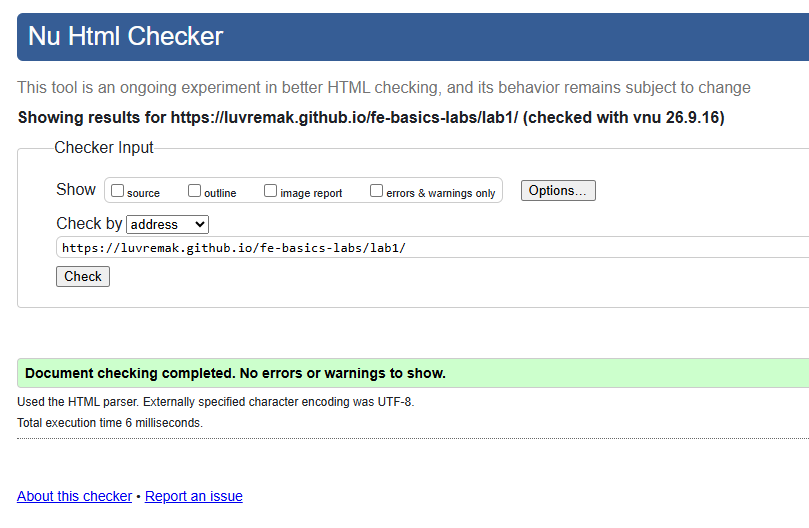 Nu Html Checker
This tool is an ongoing experiment in better HTML checking, and its behavior remains subject to change
Showing results for https://luvremak.github.io/fe-basics-labs/lab1/ (checked with vnu 26.9.16)
Checker Input
Show source outline image report errors & warnings only Options...
Check by address
https://luvremak.github.io/fe-basics-labs/lab1/
Check
Document checking completed. No errors or warnings to show.
Used the HTML parser. Externally specified character encoding was UTF-8.
Total execution time 6 milliseconds.
About this checker • Report an issue